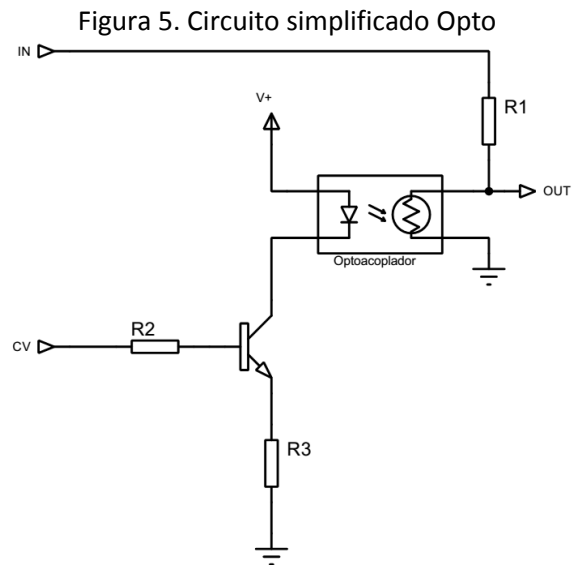 Figura 5. Circuito simplificado Opto
IN
V+
R1
OUT
Optoacoplador
R2
CV
R3